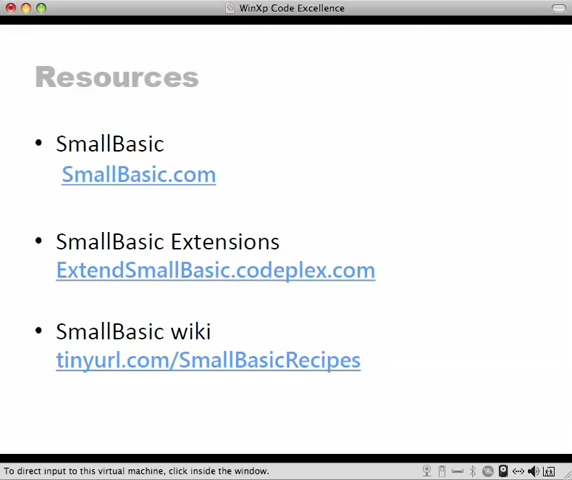 WinXp Code Excellence
Resources
• SmallBasic
SmallBasic.com
• SmallBasic Extensions
ExtendSmallBasic.codeplex.com
• SmallBasic wiki
tinyurl.com/SmallBasicRecipes
To direct input to this virtual machine, click inside the window.